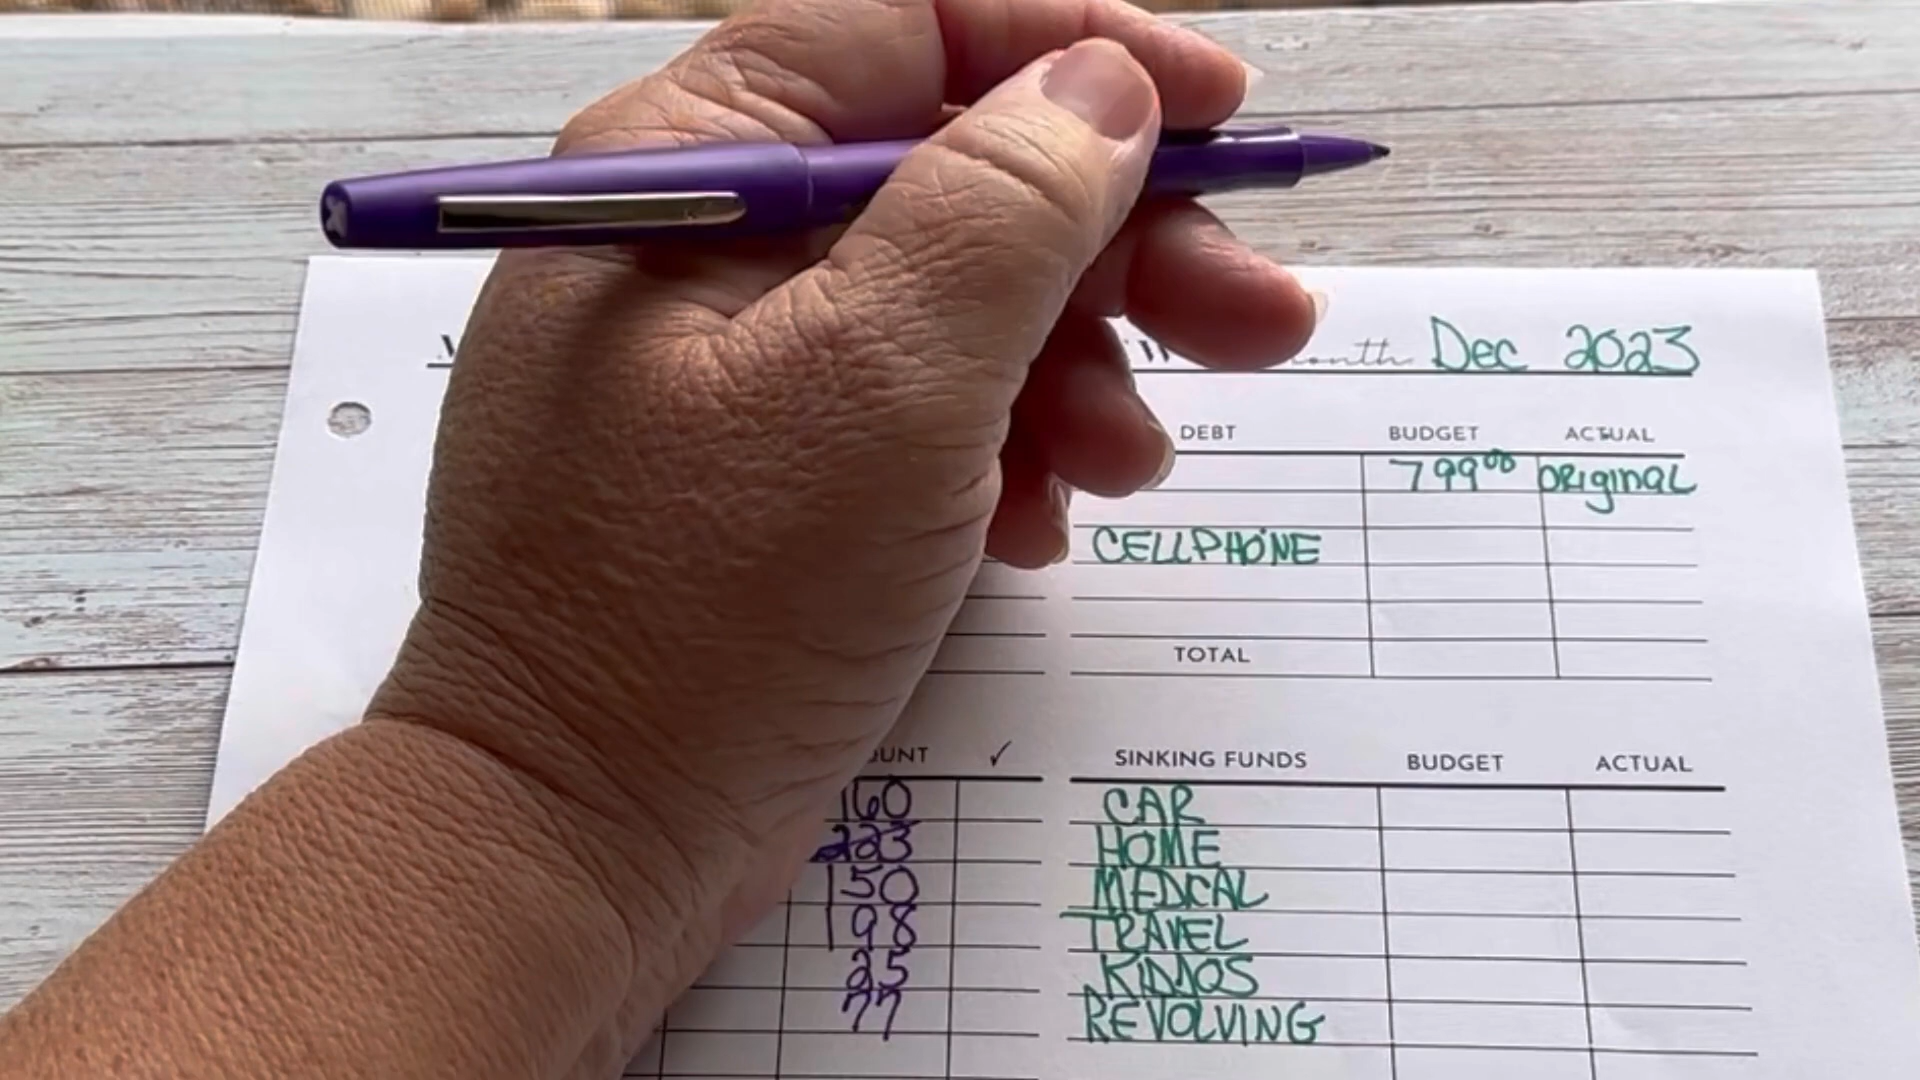 Dec 2023
DEBT BUDGET ACTUAL
799⁰⁰ ORIGINAL
CELLPHONE
TOTAL
✓ SINKING FUNDS BUDGET ACTUAL
160 CAR
223 HOME
150 MEDICAL
198 TRAVEL
25 KIDDOS
77 REVOLVING